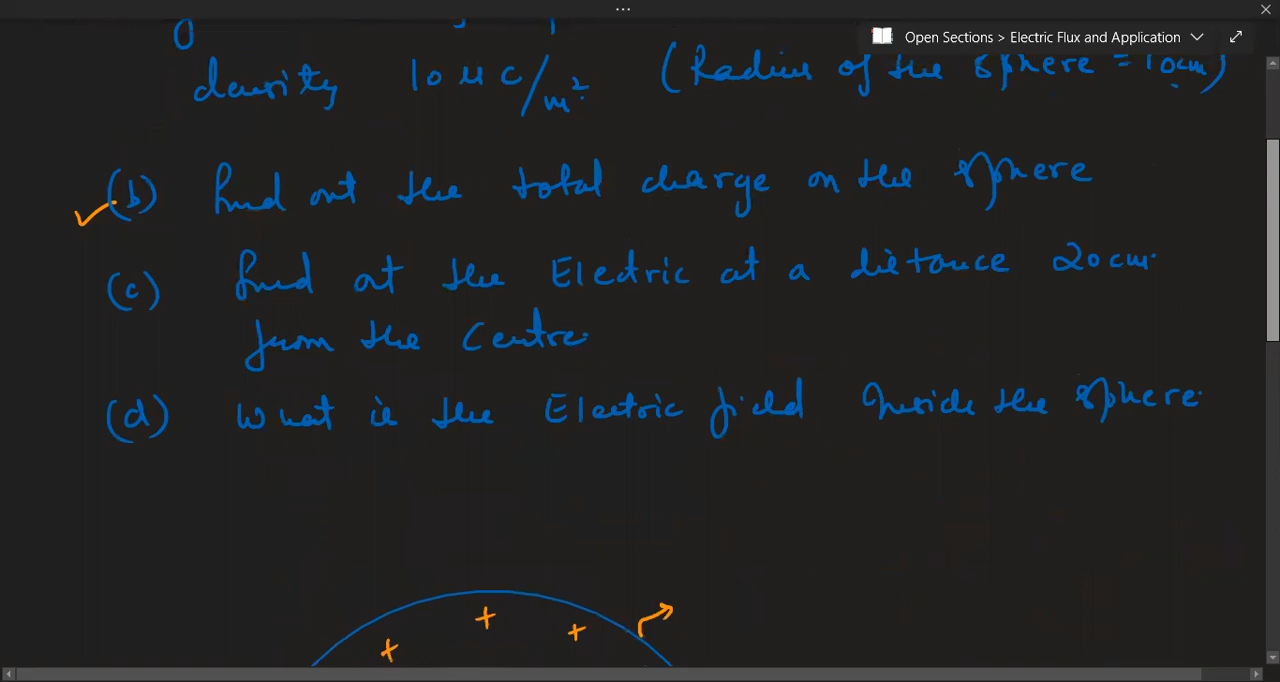 Open Sections > Electric Flux and Application
density 10 μc/m². (Radius of the sphere = 10cm)
(b) find out the total charge on the sphere
(c) find ot the Electric at a distance 20cm.
from the Centre.
(d) What is the Electric field Inside the sphere.
+ + +